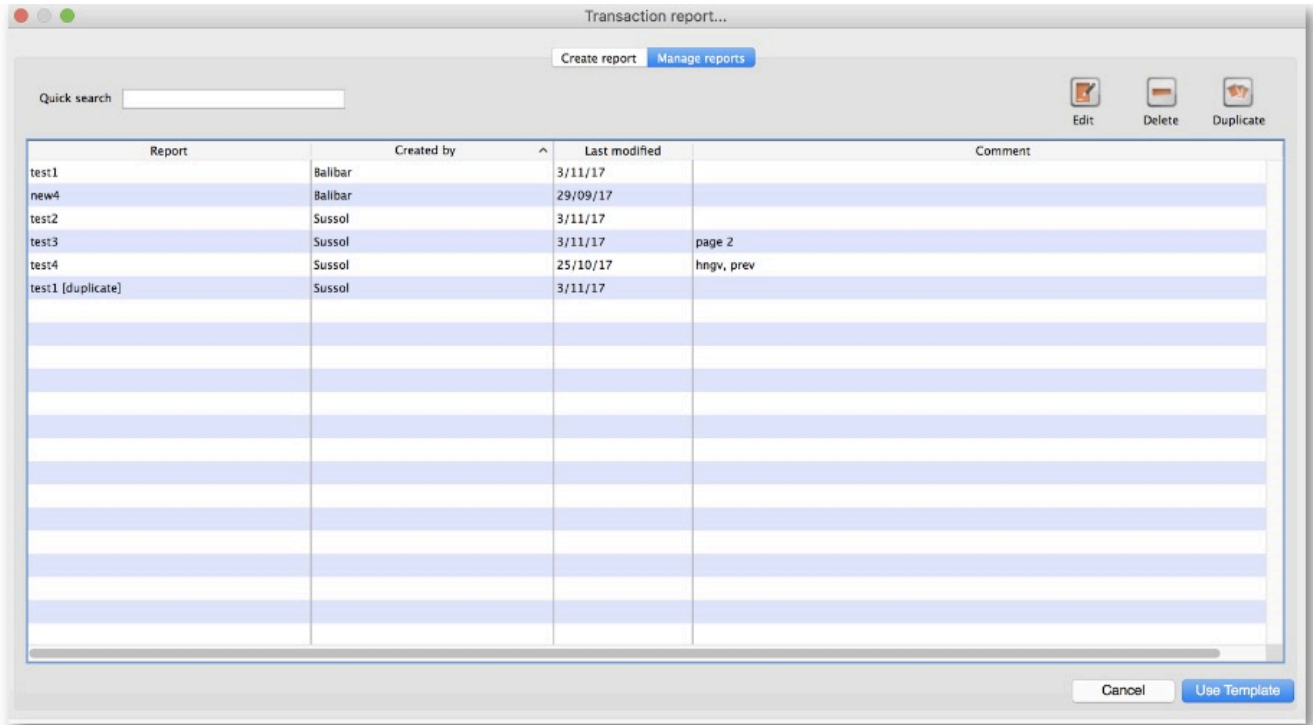 Transaction report...
Create report Manage reports
Quick search
Edit Delete Duplicate
Report Created by Last modified Comment
test1 Balibar 3/11/17
new4 Balibar 29/09/17
test2 Sussol 3/11/17
test3 Sussol 3/11/17 page 2
test4 Sussol 25/10/17 hngv, prev
test1 [duplicate] Sussol 3/11/17
Cancel Use Template